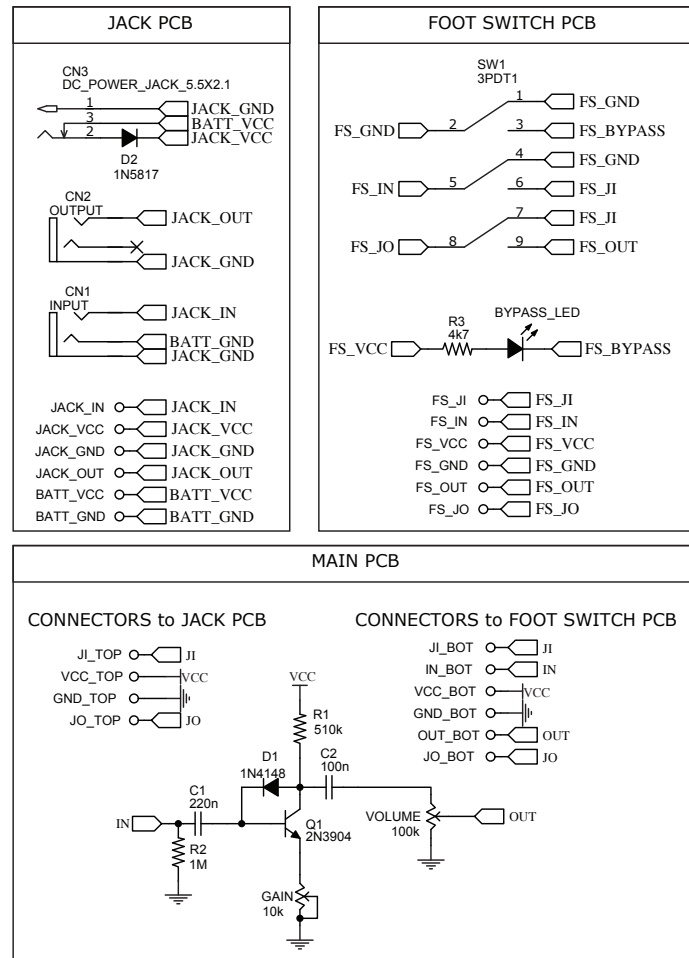 JACK PCB
CN3
DC_POWER_JACK_5.5X2.1
1
JACK_GND
3
BATT_VCC
2
JACK_VCC
D2
1N5817
CN2
OUTPUT
JACK_OUT
JACK_GND
CN1
INPUT
JACK_IN
BATT_GND
JACK_GND
JACK_IN JACK_IN
JACK_VCC JACK_VCC
JACK_GND JACK_GND
JACK_OUT JACK_OUT
BATT_VCC BATT_VCC
BATT_GND BATT_GND
FOOT SWITCH PCB
SW1
3PDT1
1 FS_GND
FS_GND 2
3 FS_BYPASS
4 FS_GND
FS_IN 5
6 FS_JI
7 FS_JI
FS_JO 8
9 FS_OUT
R3
4k7
BYPASS_LED
FS_VCC FS_BYPASS
FS_JI FS_JI
FS_IN FS_IN
FS_VCC FS_VCC
FS_GND FS_GND
FS_OUT FS_OUT
FS_JO FS_JO
MAIN PCB
CONNECTORS to JACK PCB
JI_TOP JI
VCC_TOP VCC
GND_TOP
JO_TOP JO
CONNECTORS to FOOT SWITCH PCB
JI_BOT JI
IN_BOT IN
VCC_BOT VCC
GND_BOT
OUT_BOT OUT
JO_BOT JO
VCC
R1
510k
D1
1N4148
C2
100n
C1
220n
IN
R2
1M
Q1
2N3904
VOLUME
100k
OUT
GAIN
10k